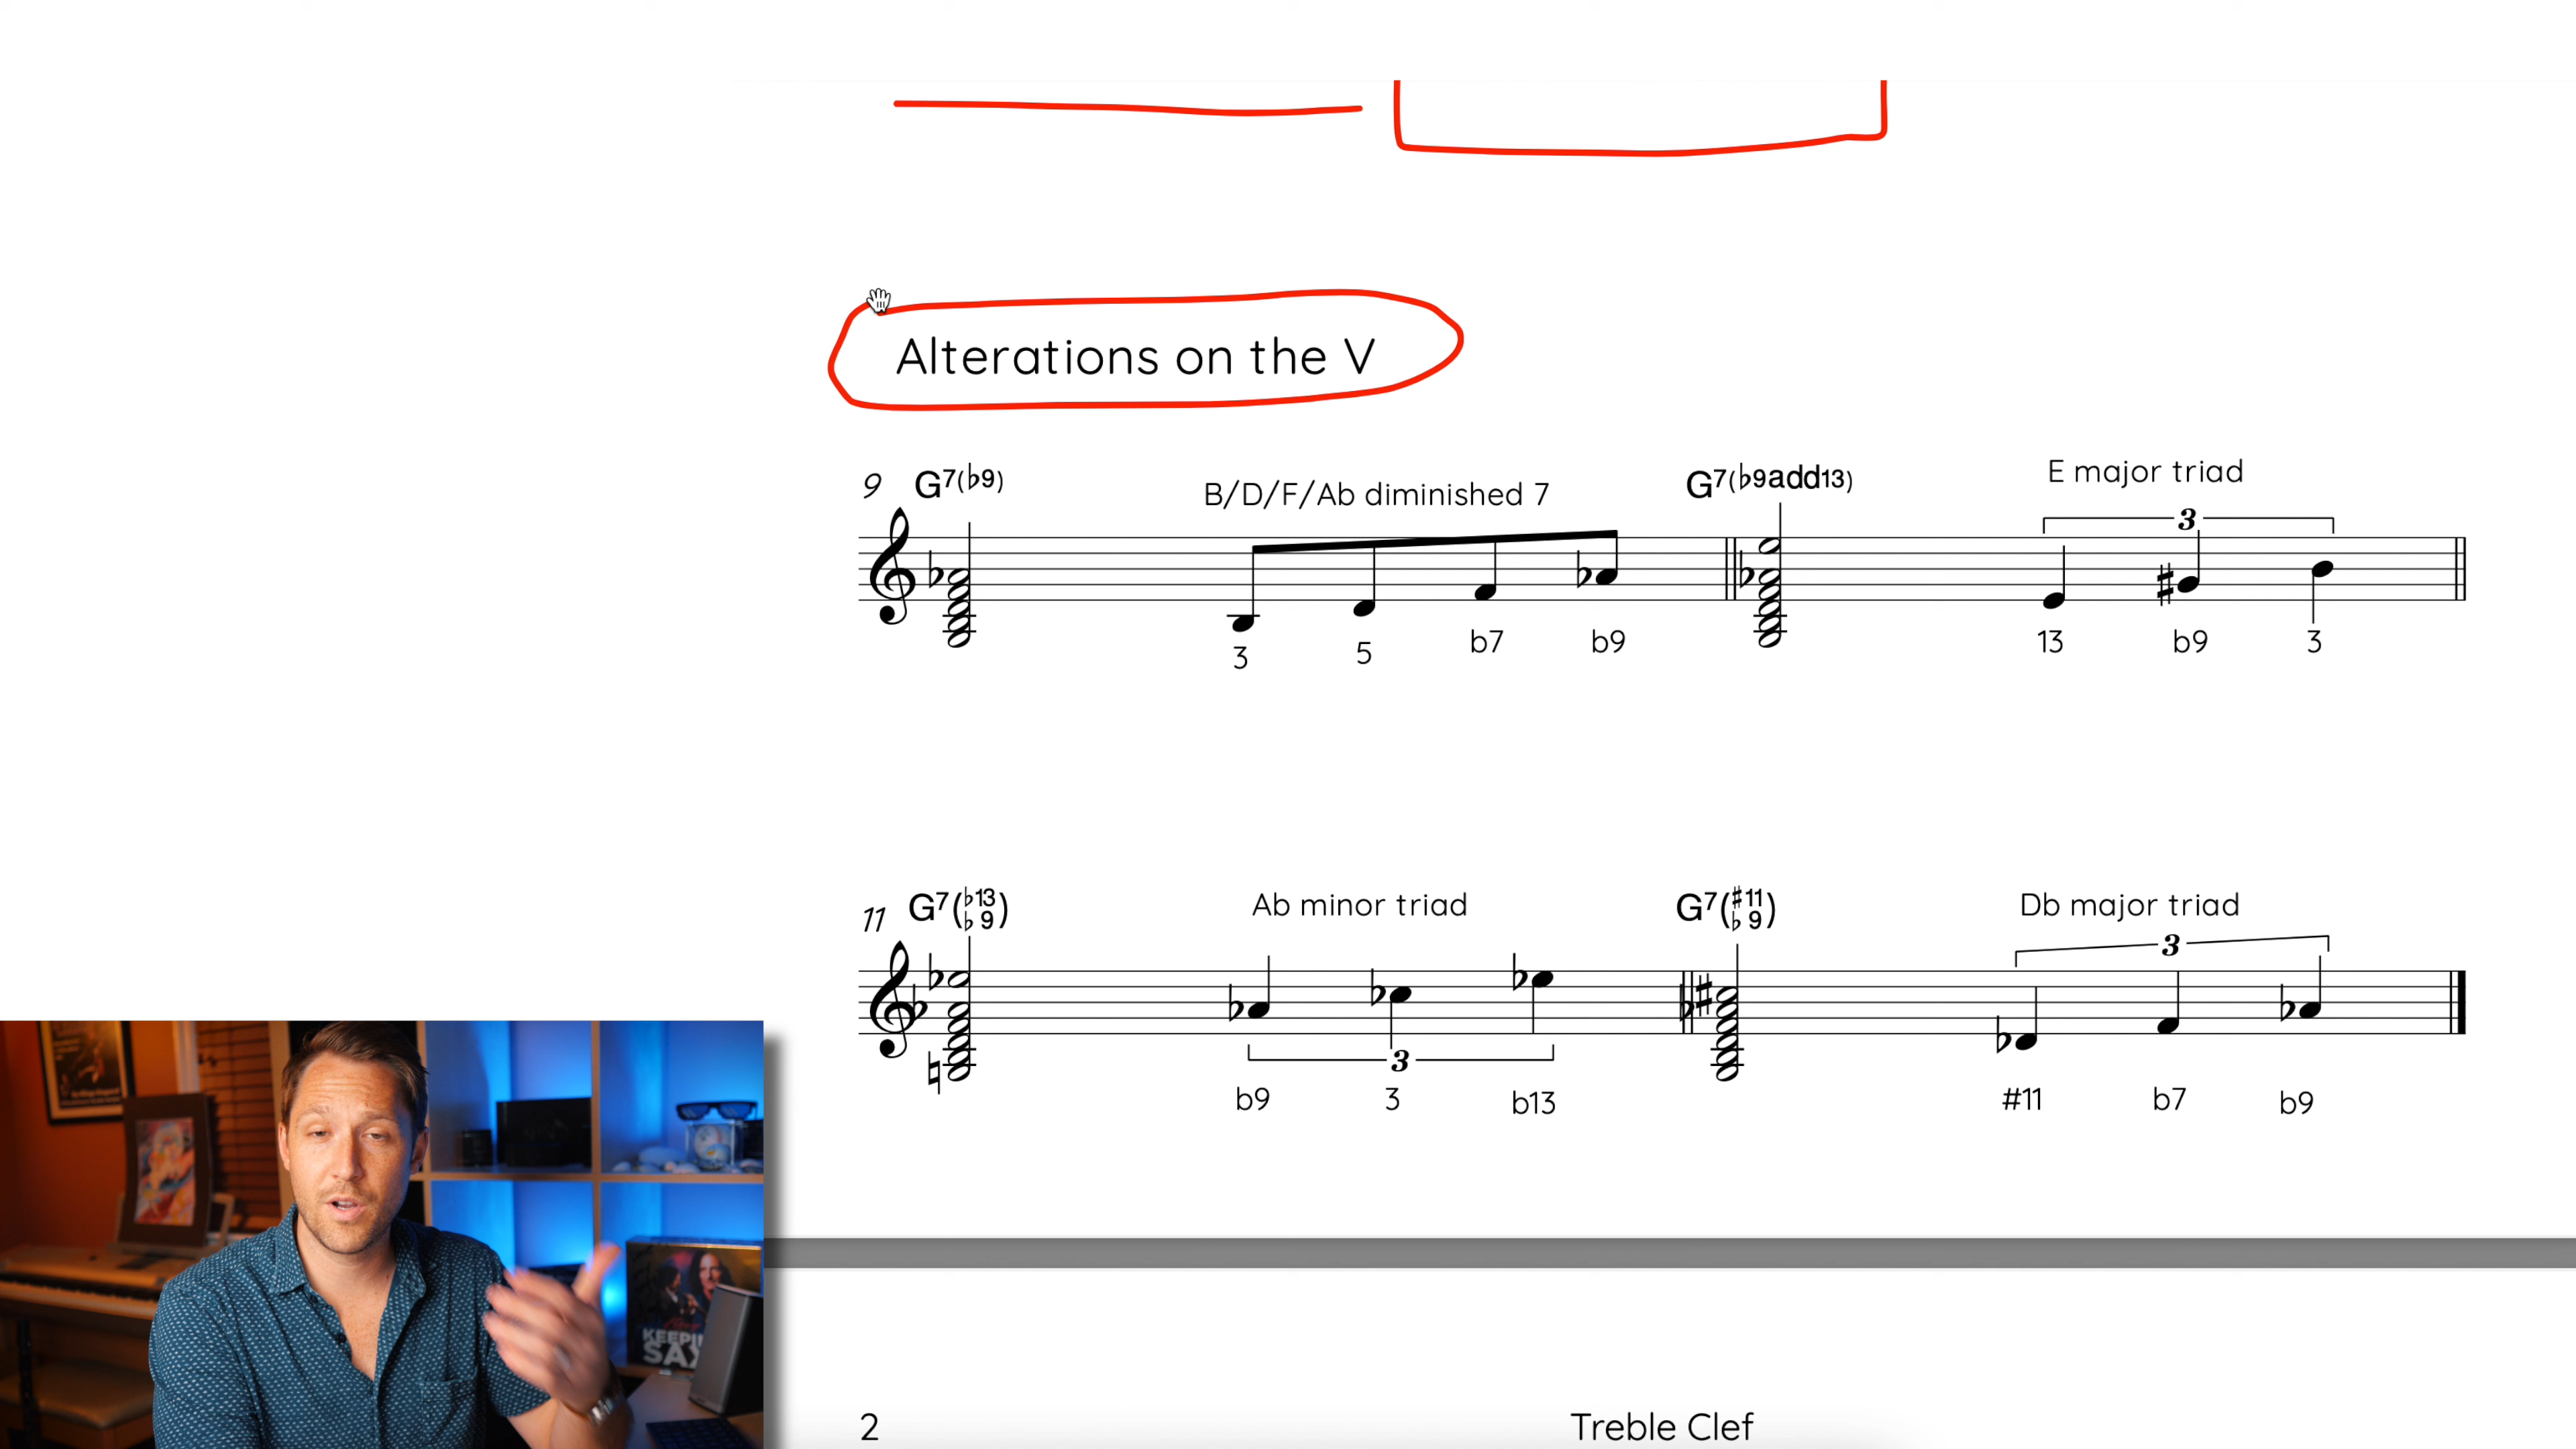 Alterations on the V
9 G7(♭9) B/D/F/Ab diminished 7 G7(♭9add13) E major triad
3
3 5 b7 b9 13 b9 3
11 G7(♭13 ♭9) Ab minor triad G7(#11 ♭9) Db major triad
3
3
b9 3 b13 #11 b7 b9
SAX
2 Treble Clef